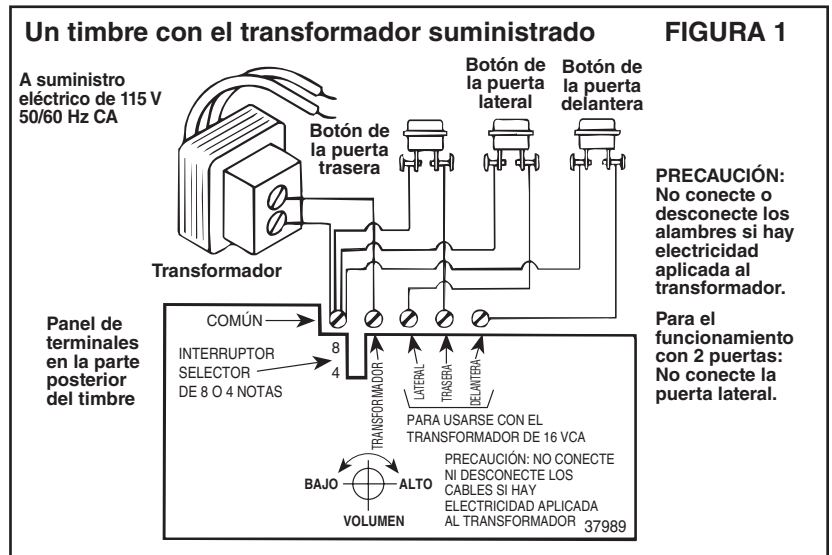 Un timbre con el transformador suministrado
FIGURA 1
A suministro
eléctrico de 115 V
50/60 Hz CA
Botón de
la puerta
trasera
Botón de
la puerta
lateral
Botón de
la puerta
delantera
Transformador
PRECAUCIÓN:
No conecte o
desconecte los
alambres si hay
electricidad
aplicada al
transformador.
Para el
funcionamiento
con 2 puertas:
No conecte la
puerta lateral.
Panel de
terminales
en la parte
posterior
del timbre
COMÚN
INTERRUPTOR
SELECTOR
DE 8 O 4 NOTAS
8
4
TRANSFORMADOR
LATERAL
TRASERA
DELANTERA
PARA USARSE CON EL
TRANSFORMADOR DE 16 VCA
BAJO
ALTO
VOLUMEN
PRECAUCIÓN: NO CONECTE
NI DESCONECTE LOS
CABLES SI HAY
ELECTRICIDAD APLICADA
AL TRANSFORMADOR
37989